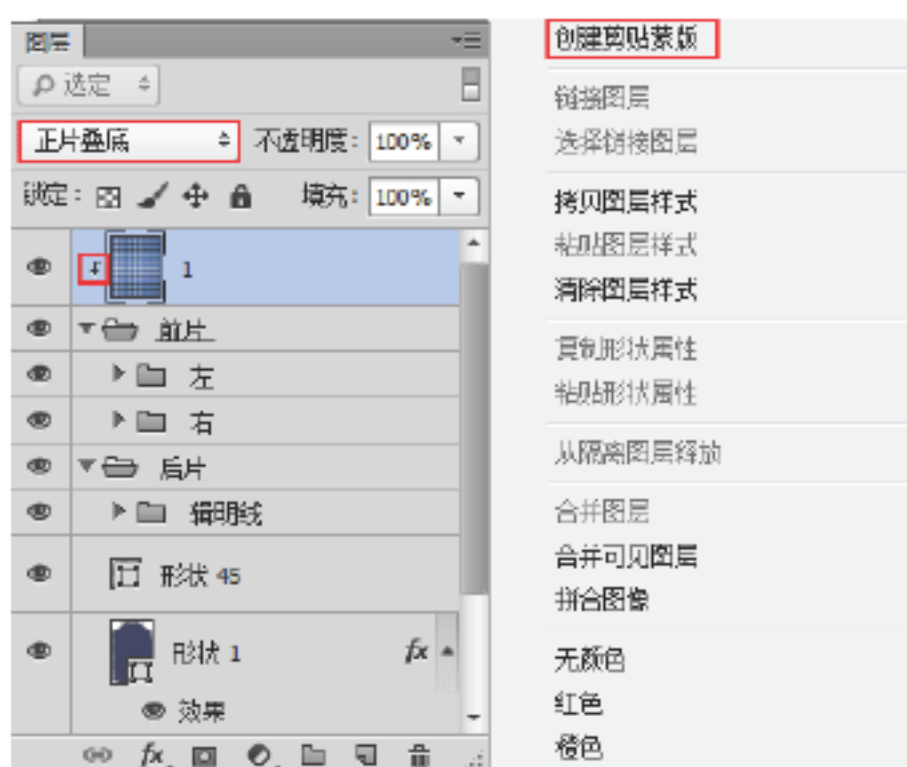 图层
选定
正片叠底 不透明度: 100%
锁定: 填充: 100%
1
前片
左
右
后片
缉明线
形状 45
形状 1 fx
效果
fx.
创建剪贴蒙版
链接图层
选择链接图层
拷贝图层样式
粘贴图层样式
清除图层样式
复制形状属性
粘贴形状属性
从隔离图层释放
合并图层
合并可见图层
拼合图像
无颜色
红色
橙色